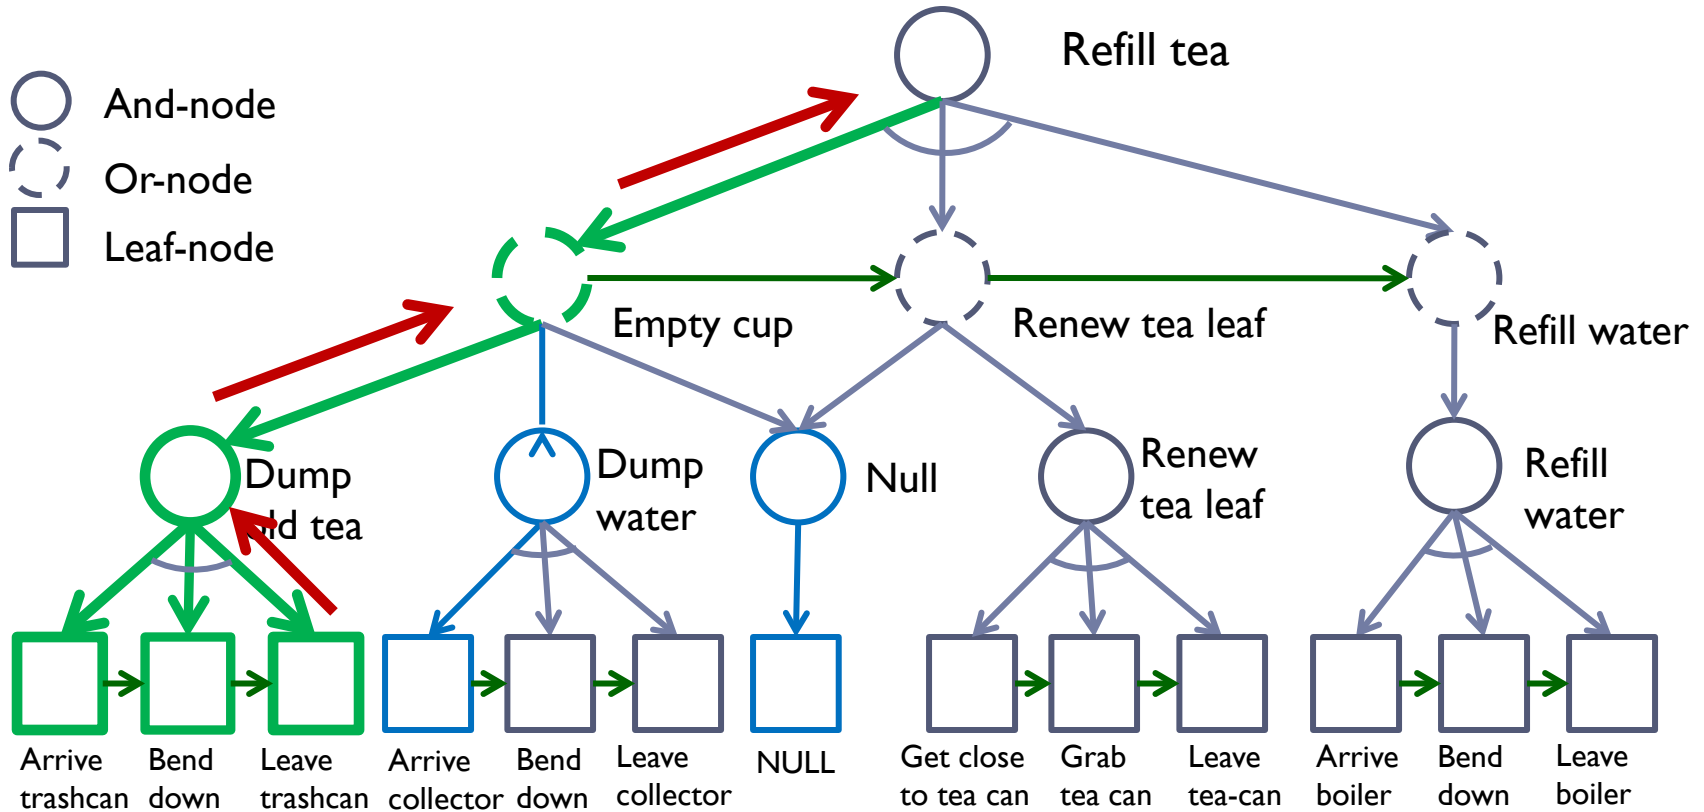 Refill tea
And-node
Or-node
Leaf-node
Empty cup
Renew tea leaf
Refill water
Dump
old tea
Dump
water
Null
Renew
tea leaf
Refill
water
Arrive
trashcan
Bend
down
Leave
trashcan
Arrive
collector
Bend
down
Leave
collector
NULL
Get close
to tea can
Grab
tea can
Leave
tea-can
Arrive
boiler
Bend
down
Leave
boiler